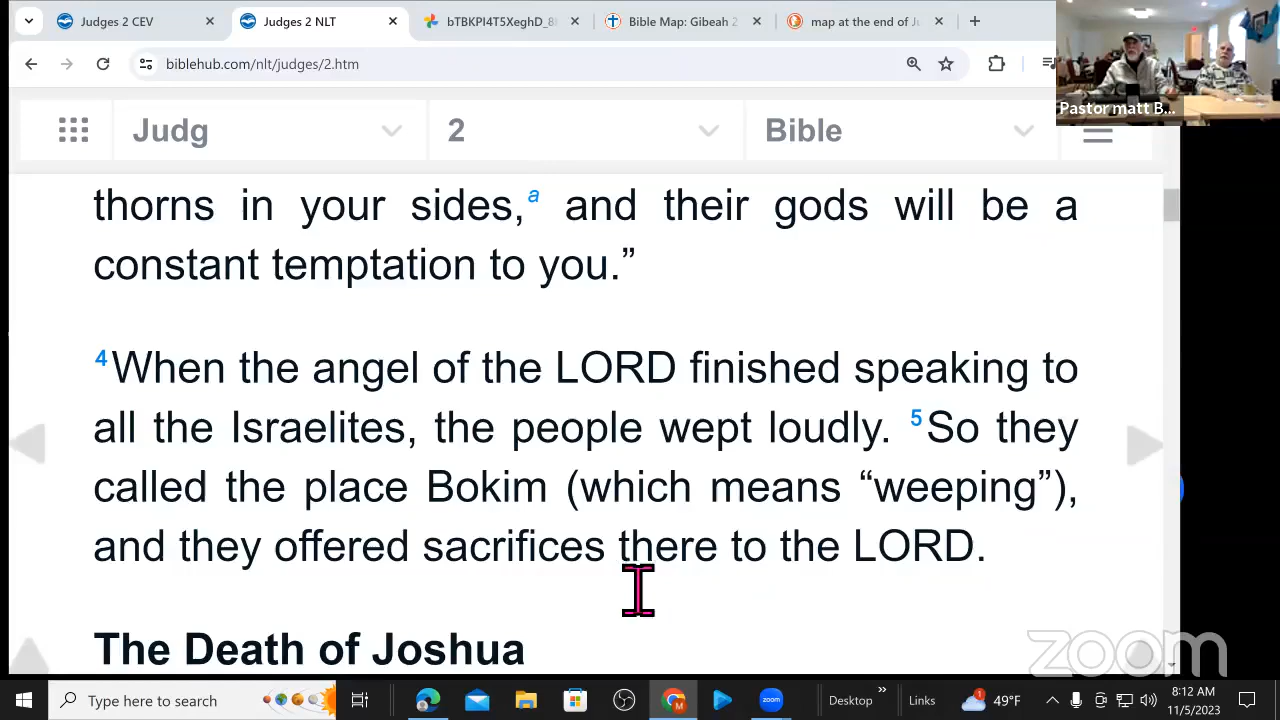 Judges 2 CEV
Judges 2 NLT
bTBKPI4T5XeghD_8
Bible Map: Gibeah 2
map at the end of J
biblehub.com/nlt/judges/2.htm
Pastor matt B...
Judg
2
Bible
thorns in your sides,a and their gods will be a
constant temptation to you.”
4When the angel of the LORD finished speaking to
all the Israelites, the people wept loudly. 5So they
called the place Bokim (which means “weeping”),
and they offered sacrifices there to the LORD.
The Death of Joshua
zoom
Type here to search
M
zoom
Desktop
Links
1
49°F
8:12 AM
11/5/2023